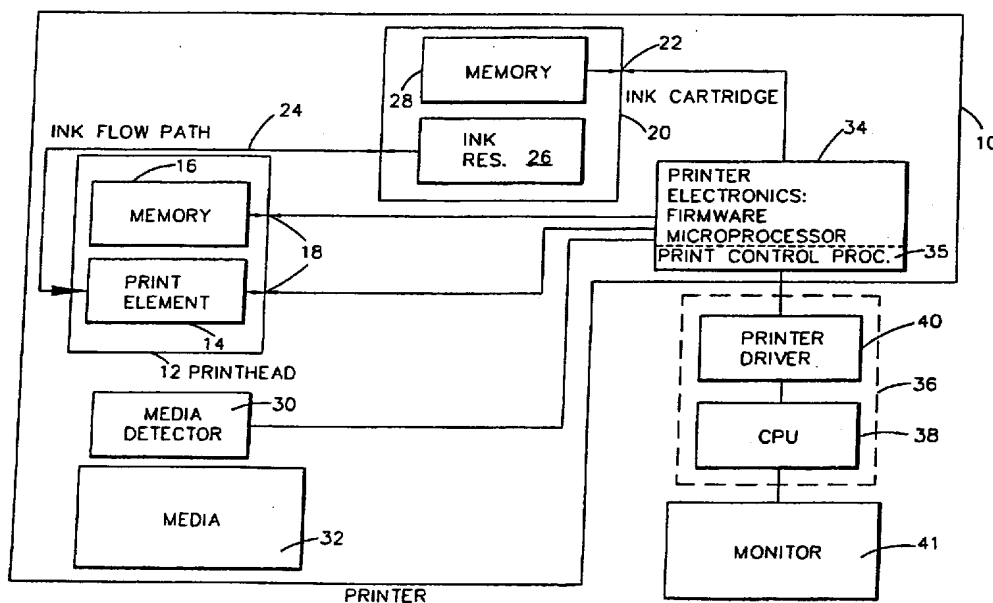 MEMORY
28
22
INK CARTRIDGE
20
INK FLOW PATH
24
INK
RES. 26
34
10
16
MEMORY
18
PRINTER
ELECTRONICS:
FIRMWARE
MICROPROCESSOR
PRINT CONTROL PROC.
35
PRINT
ELEMENT
14
12 PRINTHEAD
PRINTER
DRIVER
40
36
MEDIA
DETECTOR
30
CPU
38
MEDIA
32
MONITOR
41
PRINTER